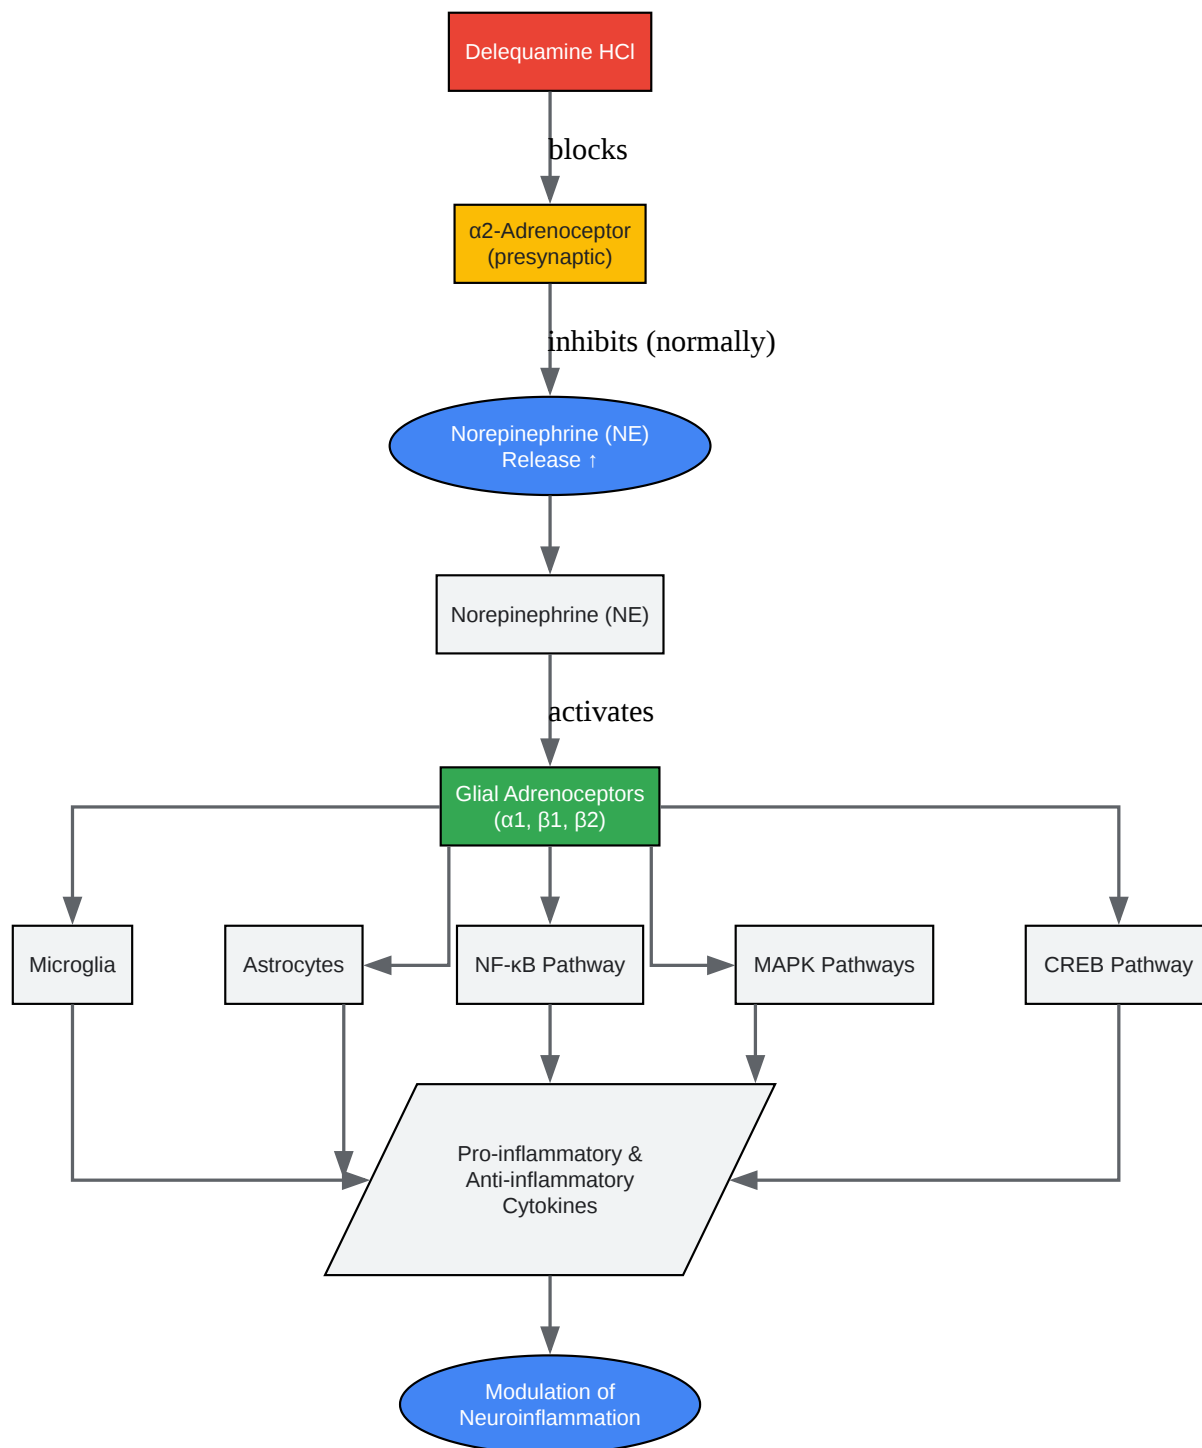 Delequamine HCl
blocks
α2-Adrenoceptor
(presynaptic)
inhibits (normally)
Norepinephrine (NE)
Release ↑
Norepinephrine (NE)
activates
Glial Adrenoceptors
(α1, β1, β2)
Microglia
Astrocytes
NF-κB Pathway
MAPK Pathways
CREB Pathway
Pro-inflammatory &
Anti-inflammatory
Cytokines
Modulation of
Neuroinflammation